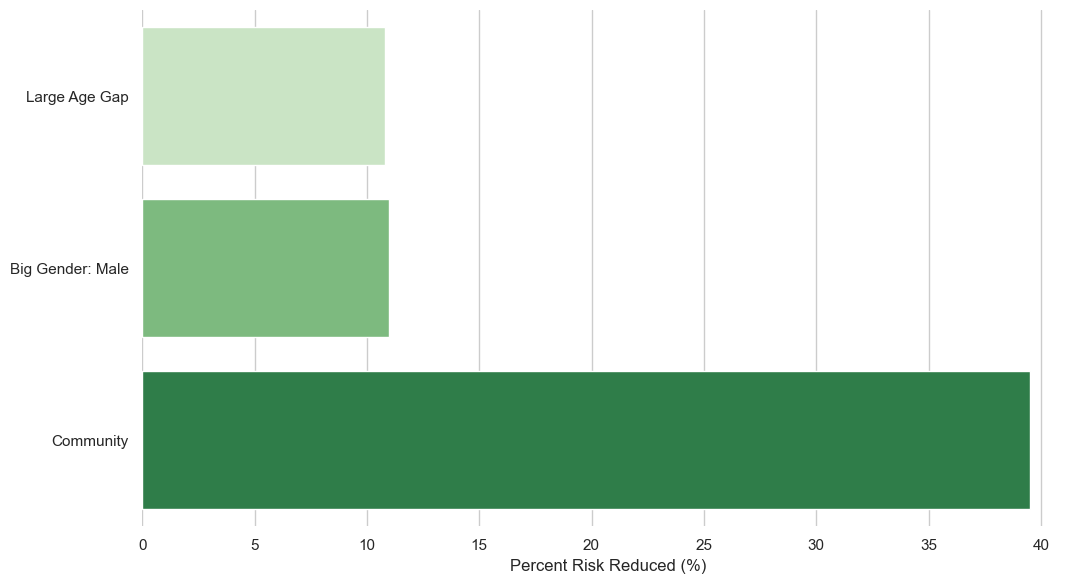 Large Age Gap
Big Gender: Male
Community
0 5 10 15 20 25 30 35 40
Percent Risk Reduced (%)